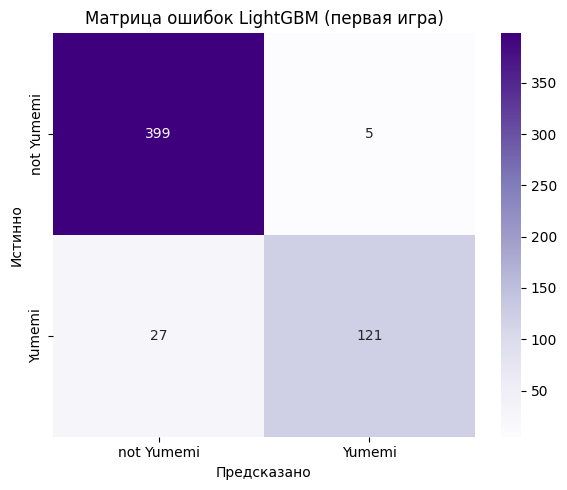 Матрица ошибок LightGBM (первая игра)
not Yumemi
Yumemi
Истинно
399
5
27
121
not Yumemi
Yumemi
Предсказано
350
300
250
200
150
100
50